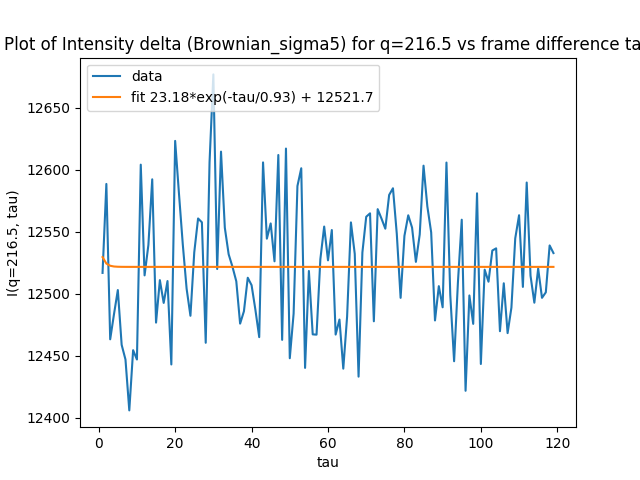 Plot of Intensity delta (Brownian_sigma5) for q=216.5 vs frame difference ta
data
fit 23.18*exp(-tau/0.93) + 12521.7
I(q=216.5, tau)
12650
12600
12550
12500
12450
12400
0 20 40 60 80 100 120
tau